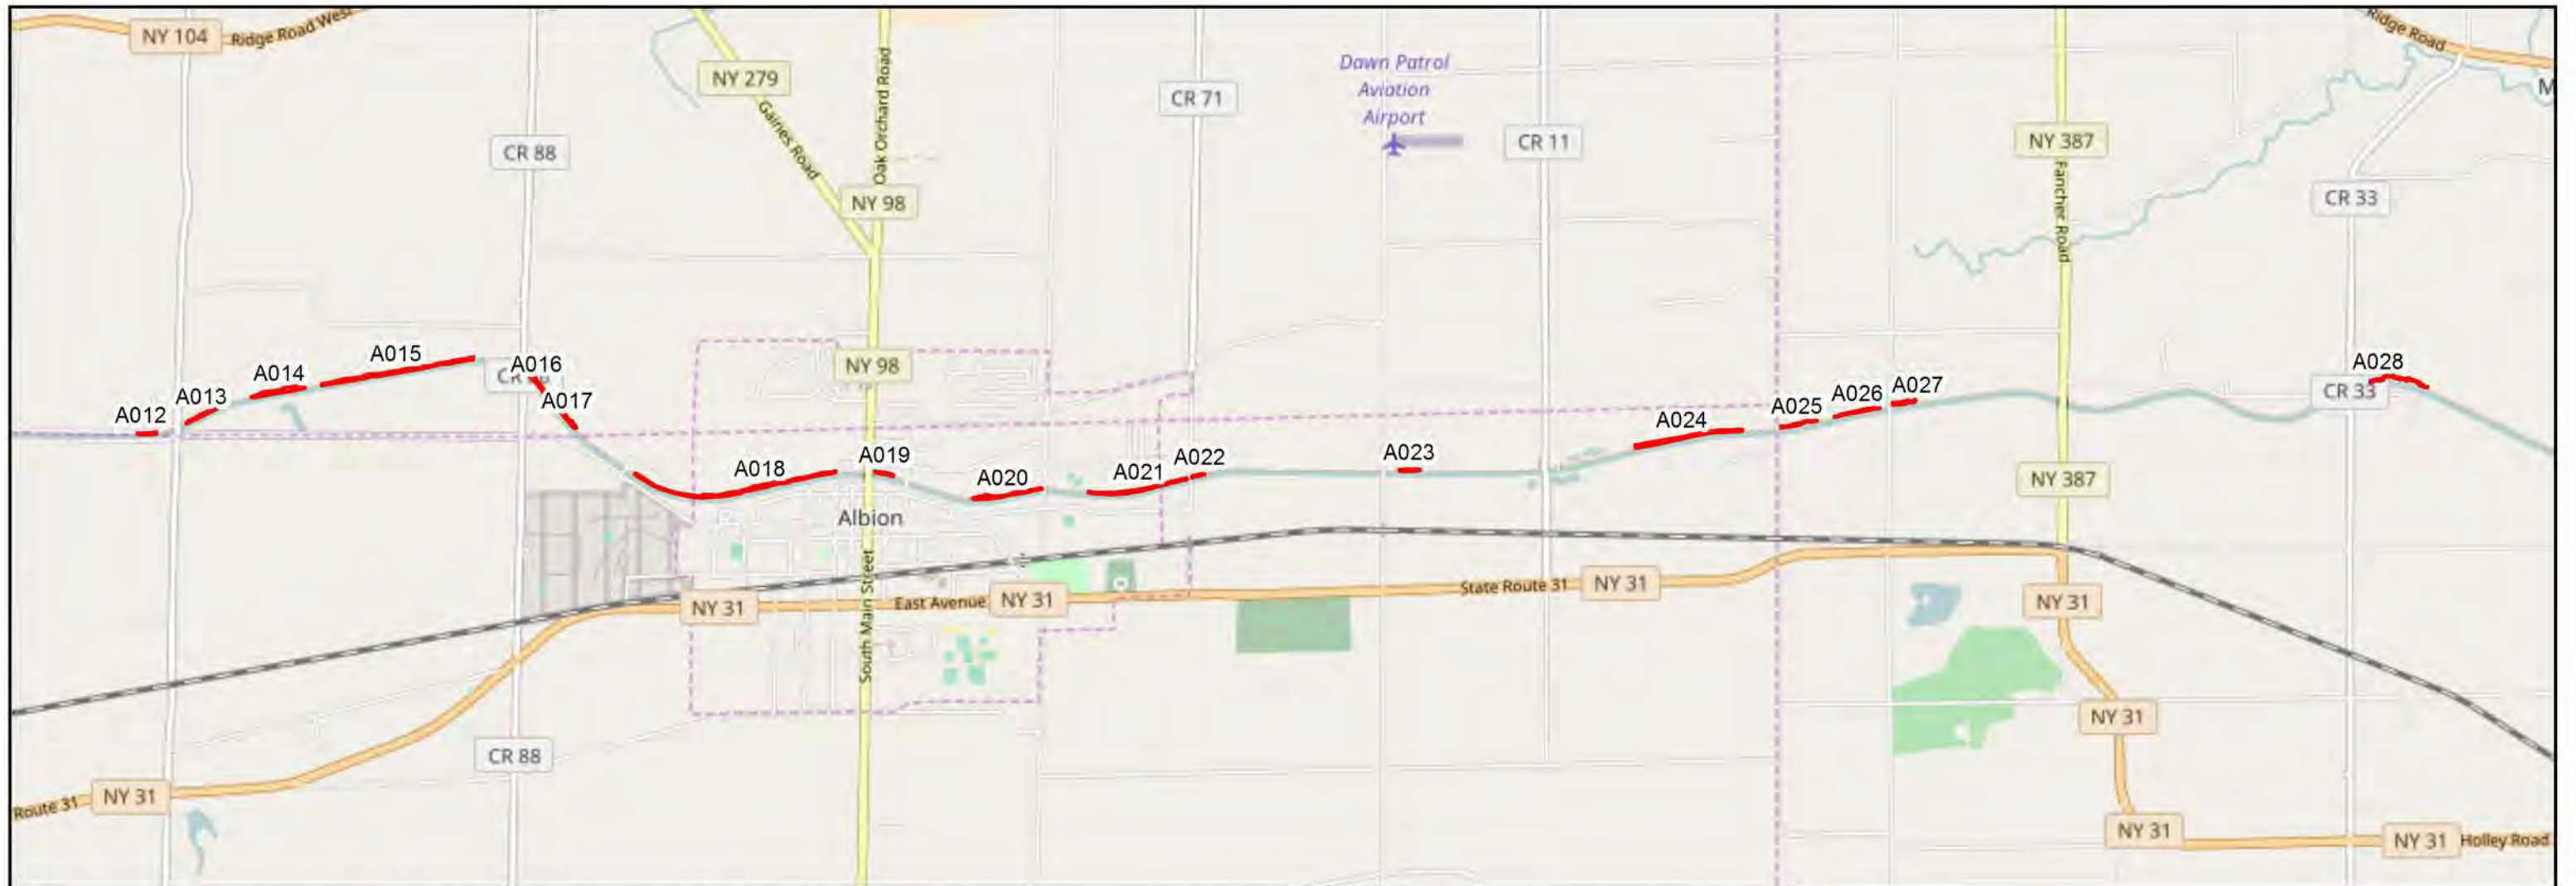 NY 104
Ridge Road West
NY 279
Gaines Road
Oak Orchard Road
NY 98
CR 88
CR 71
Dawn Patrol
Aviation
Airport
CR 11
NY 387
Fancher Road
Ridge Road
M
CR 33
A012
A013
A014
A015
A016
CR
A017
NY 98
A018
A019
A020
A021
A022
A023
A024
A025
A026
A027
A028
CR 33
NY 387
Albion
South Main Street
NY 31
East Avenue
NY 31
State Route 31
NY 31
NY 31
NY 31
CR 88
Route 31
NY 31
NY 31
NY 31
Holley Road